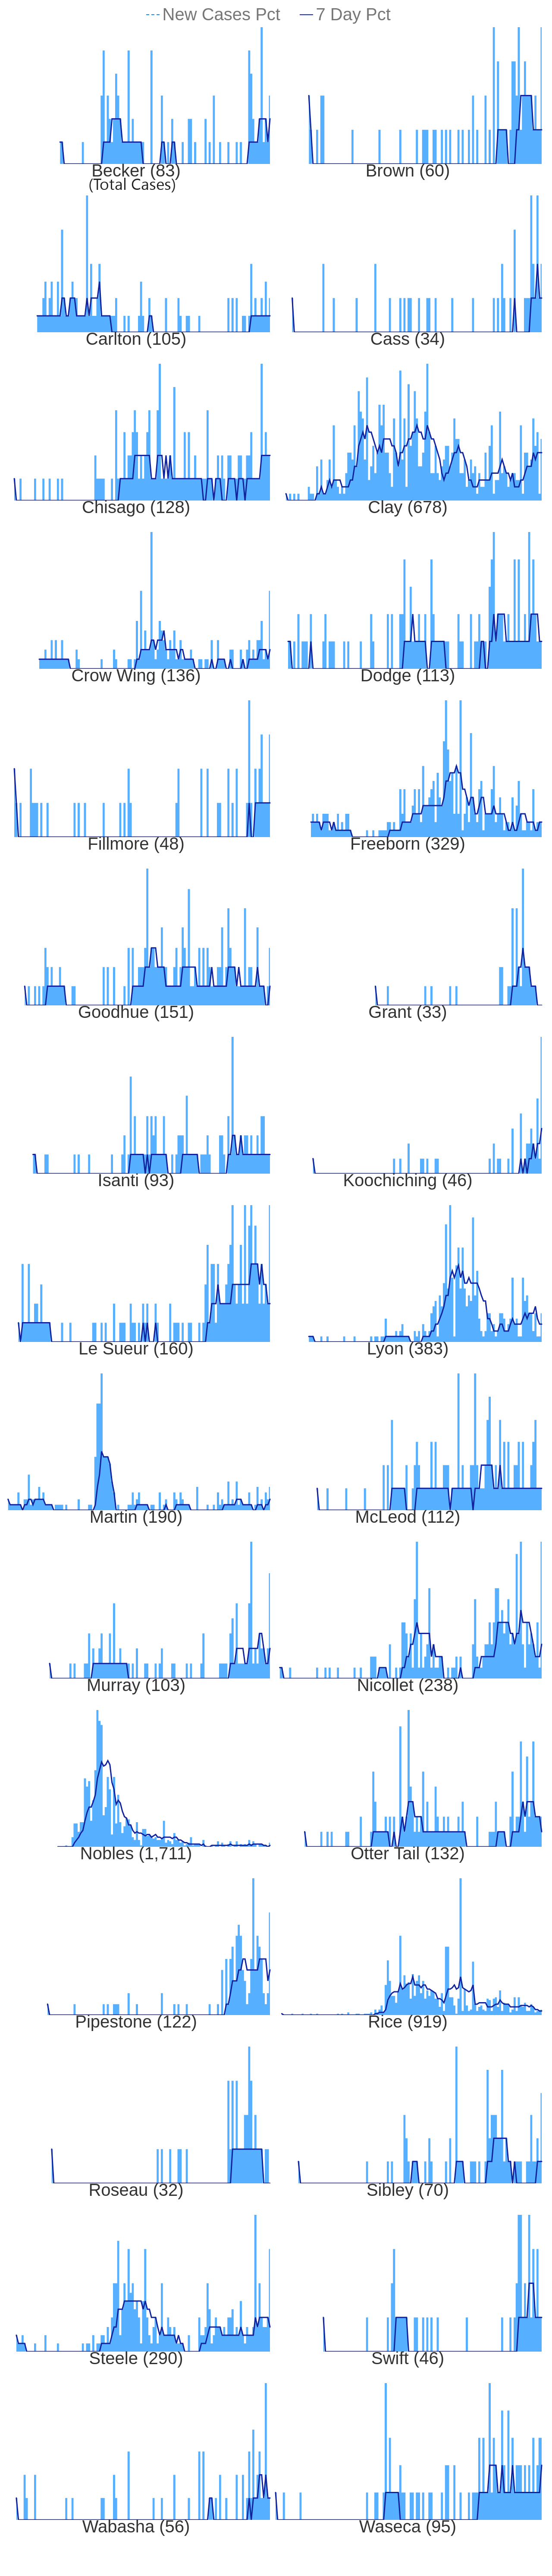 New Cases Pct 7 Day Pct
Becker (83) Brown (60)
(Total Cases)
Carlton (105) Cass (34)
Chisago (128) Clay (678)
Crow Wing (136) Dodge (113)
Fillmore (48) Freeborn (329)
Goodhue (151) Grant (33)
Isanti (93) Koochiching (46)
Le Sueur (160) Lyon (383)
Martin (190) McLeod (112)
Murray (103) Nicollet (238)
Nobles (1,711) Otter Tail (132)
Pipestone (122) Rice (919)
Roseau (32) Sibley (70)
Steele (290) Swift (46)
Wabasha (56) Waseca (95)